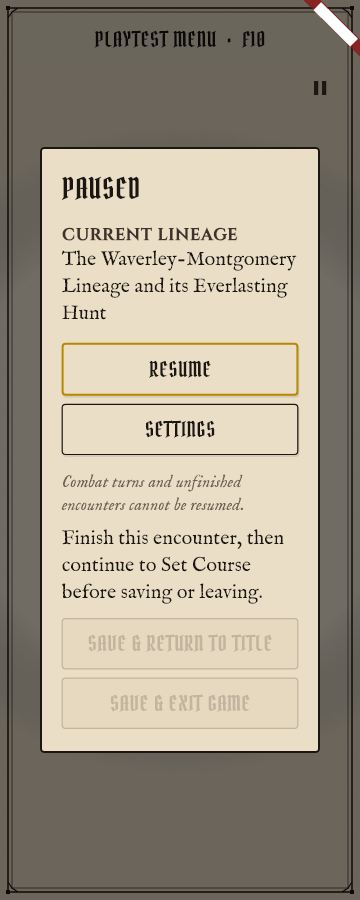 PLAYTEST MENU · F10
PAUSED
CURRENT LINEAGE
The Waverley-Montgomery
Lineage and its Everlasting
Hunt
RESUME
SETTINGS
Combat turns and unfinished
encounters cannot be resumed.
Finish this encounter, then
continue to Set Course
before saving or leaving.
SAVE & RETURN TO TITLE
SAVE & EXIT GAME